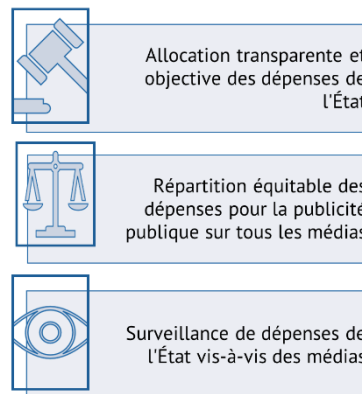 Allocation transparente et
objective des dépenses de
l'État
Répartition équitable des
dépenses pour la publicité
publique sur tous les médias
Surveillance de dépenses de
l'État vis-à-vis des médias